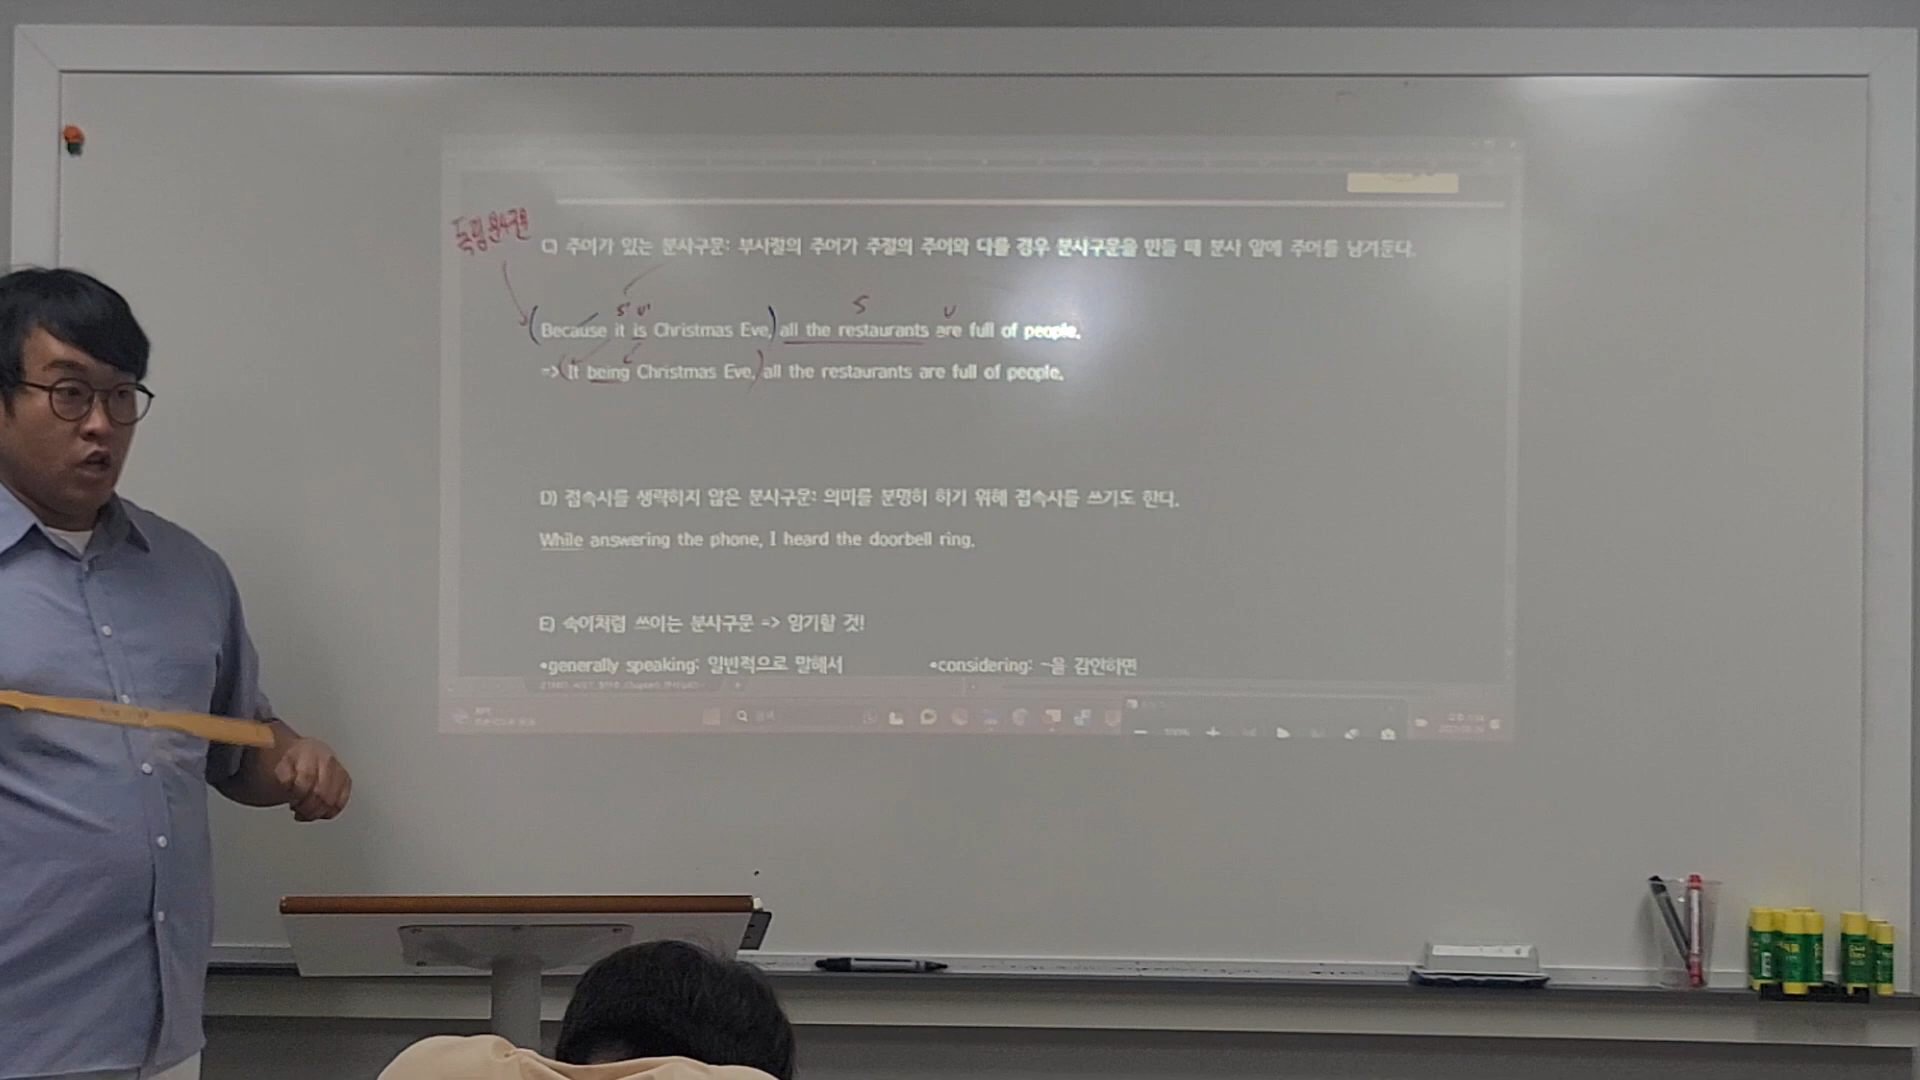 독립 분사구문
C) 주어가 있는 분사구문: 부사절의 주어가 주절의 주어와 다를 경우 분사구문을 만들 때 분사 앞에 주어를 남겨둔다.
S' V' S V
(Because it is Christmas Eve,) all the restaurants are full of people.
=> (It being Christmas Eve,) all the restaurants are full of people.
D) 접속사를 생략하지 않은 분사구문: 의미를 분명히 하기 위해 접속사를 쓰기도 한다.
While answering the phone, I heard the doorbell ring.
E) 숙어처럼 쓰이는 분사구문 => 암기할 것!
•generally speaking: 일반적으로 말해서 •considering: ~을 감안하면
검색
100%